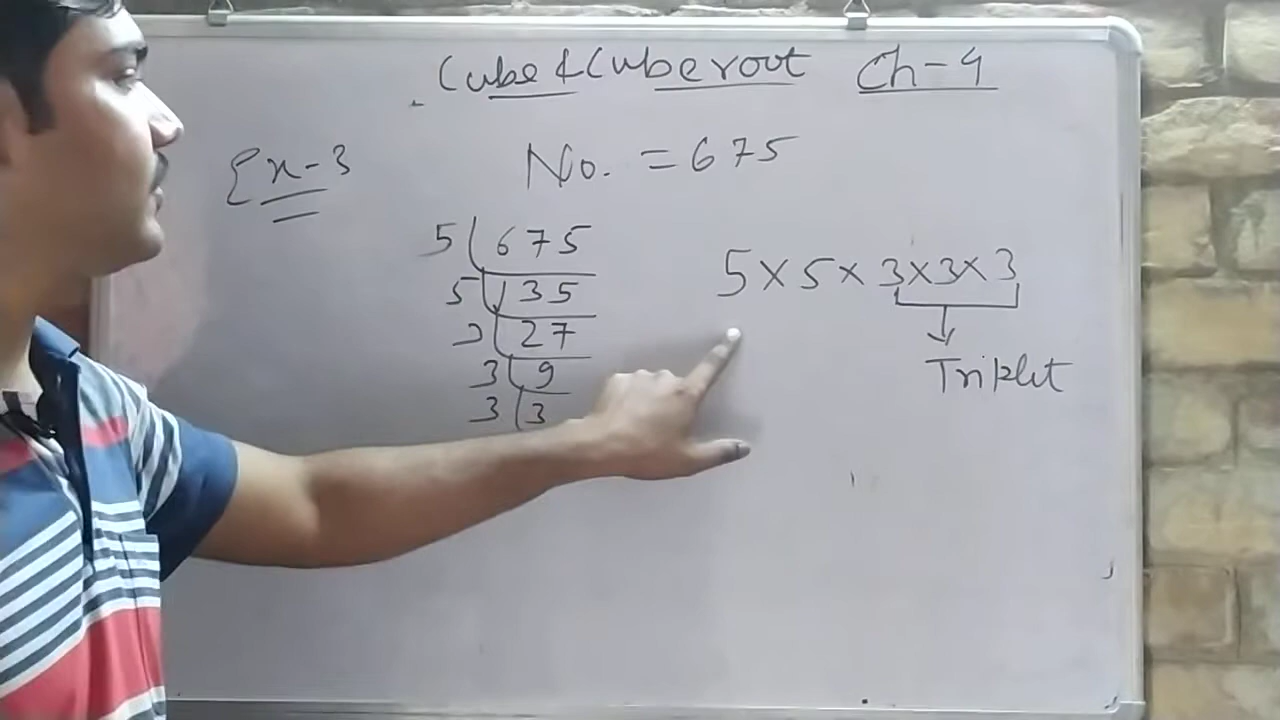 Cube & Cube root Ch-4
Ex-3
No. = 675
5 | 675
5 | 135
3 | 27
3 | 9
3 | 3
5 × 5 × 3 × 3 × 3
Triplet